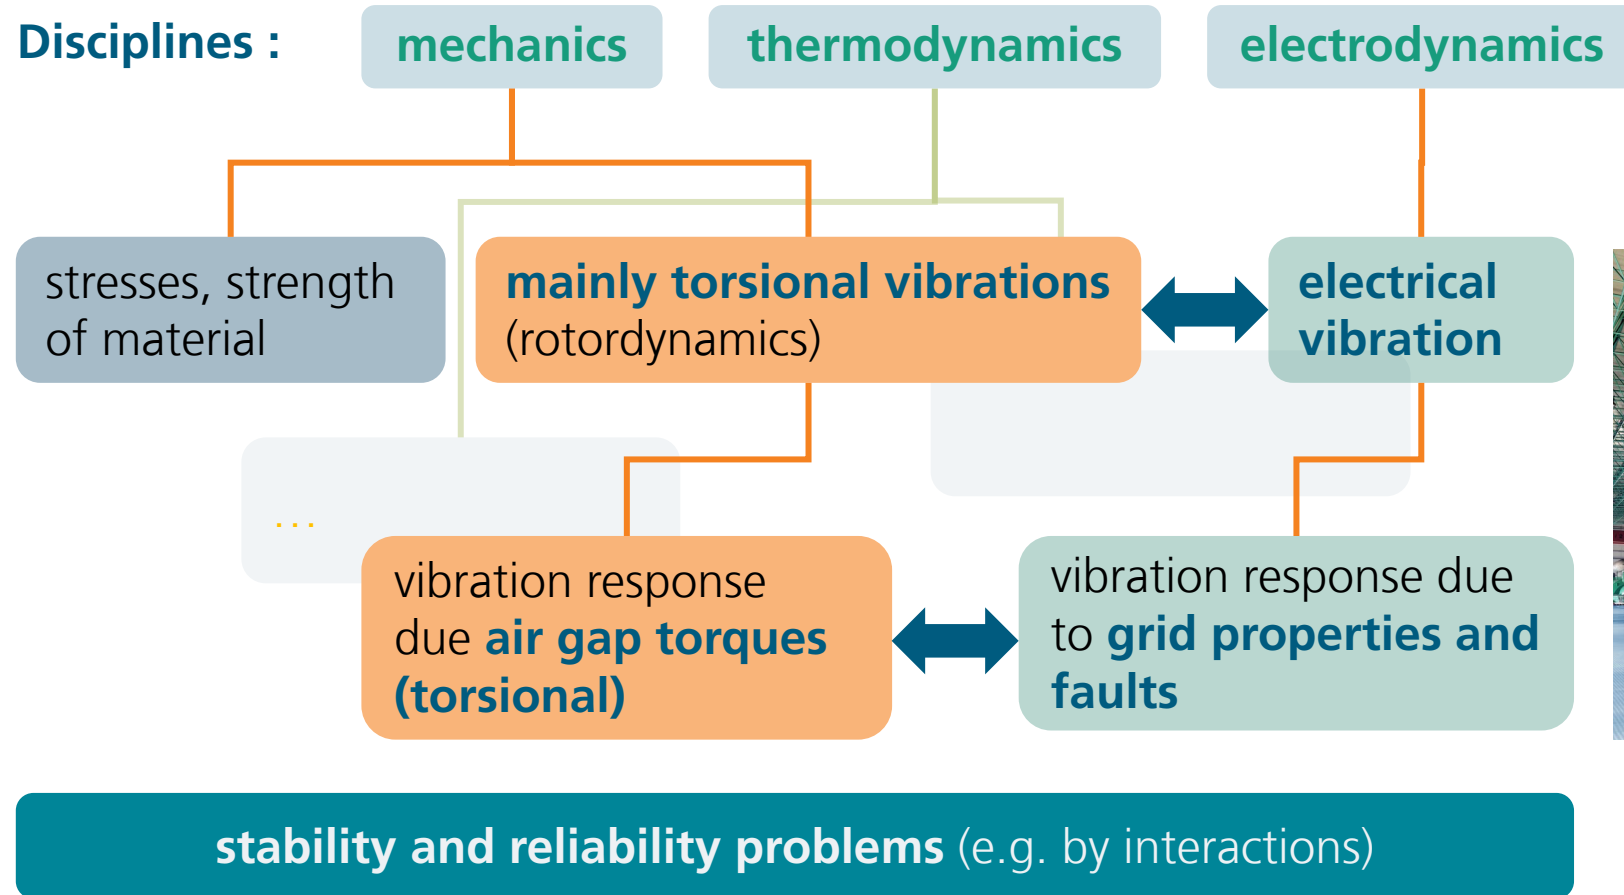 Disciplines :
mechanics
thermodynamics
electrodynamics
stresses, strength
of material
mainly torsional vibrations
(rotordynamics)
electrical
vibration
...
vibration response
due air gap torques
(torsional)
vibration response due
to grid properties and
faults
stability and reliability problems (e.g. by interactions)